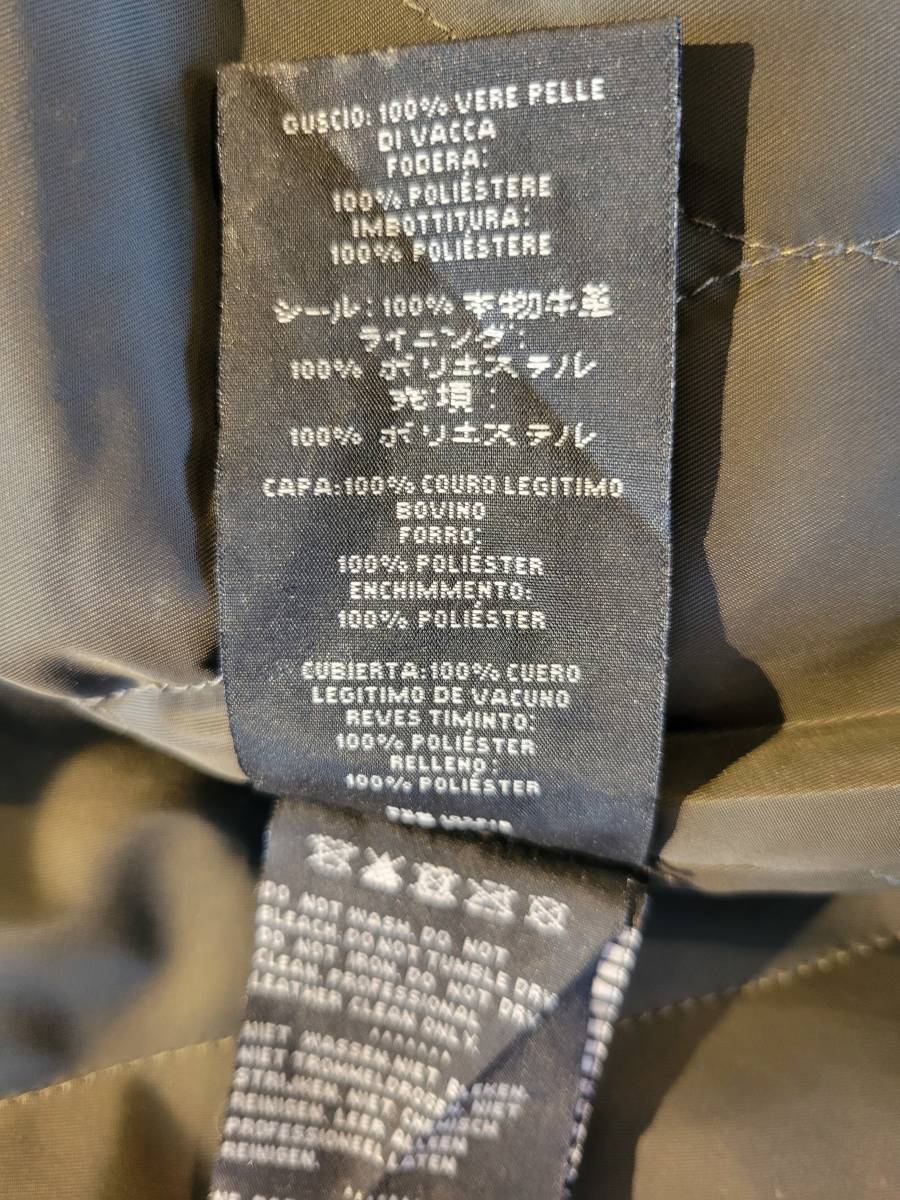 GUSCIO: 100% VERE PELLE
DI VACCA
FODERA:
100% POLIÉSTERE
IMBOTTITURA:
100% POLIÉSTERE
シール: 100% 本物牛革
ライニング:
100% ポリエステル
充填:
100% ポリエステル
CAPA: 100% COURO LEGITIMO
BOVINO
FORRO:
100% POLIÉSTER
ENCHIMMENTO:
100% POLIÉSTER
CUBIERTA: 100% CUERO
LEGITIMO DE VACUNO
REVES TIMINTO:
100% POLIÉSTER
RELLENO:
100% POLIÉSTER
DO NOT WASH, DO NOT
BLEACH, DO NOT TUMBLE DRY,
DO NOT IRON, DO NOT DRY
CLEAN, PROFESSIONAL
LEATHER CLEAN ONLY.
NIET WASSEN, NIET BLEKEN,
NIET
STRIJKEN, NIET
REINIGEN, LEER ALLEEN
PROFESSIONEEL LATEN
REINIGEN.